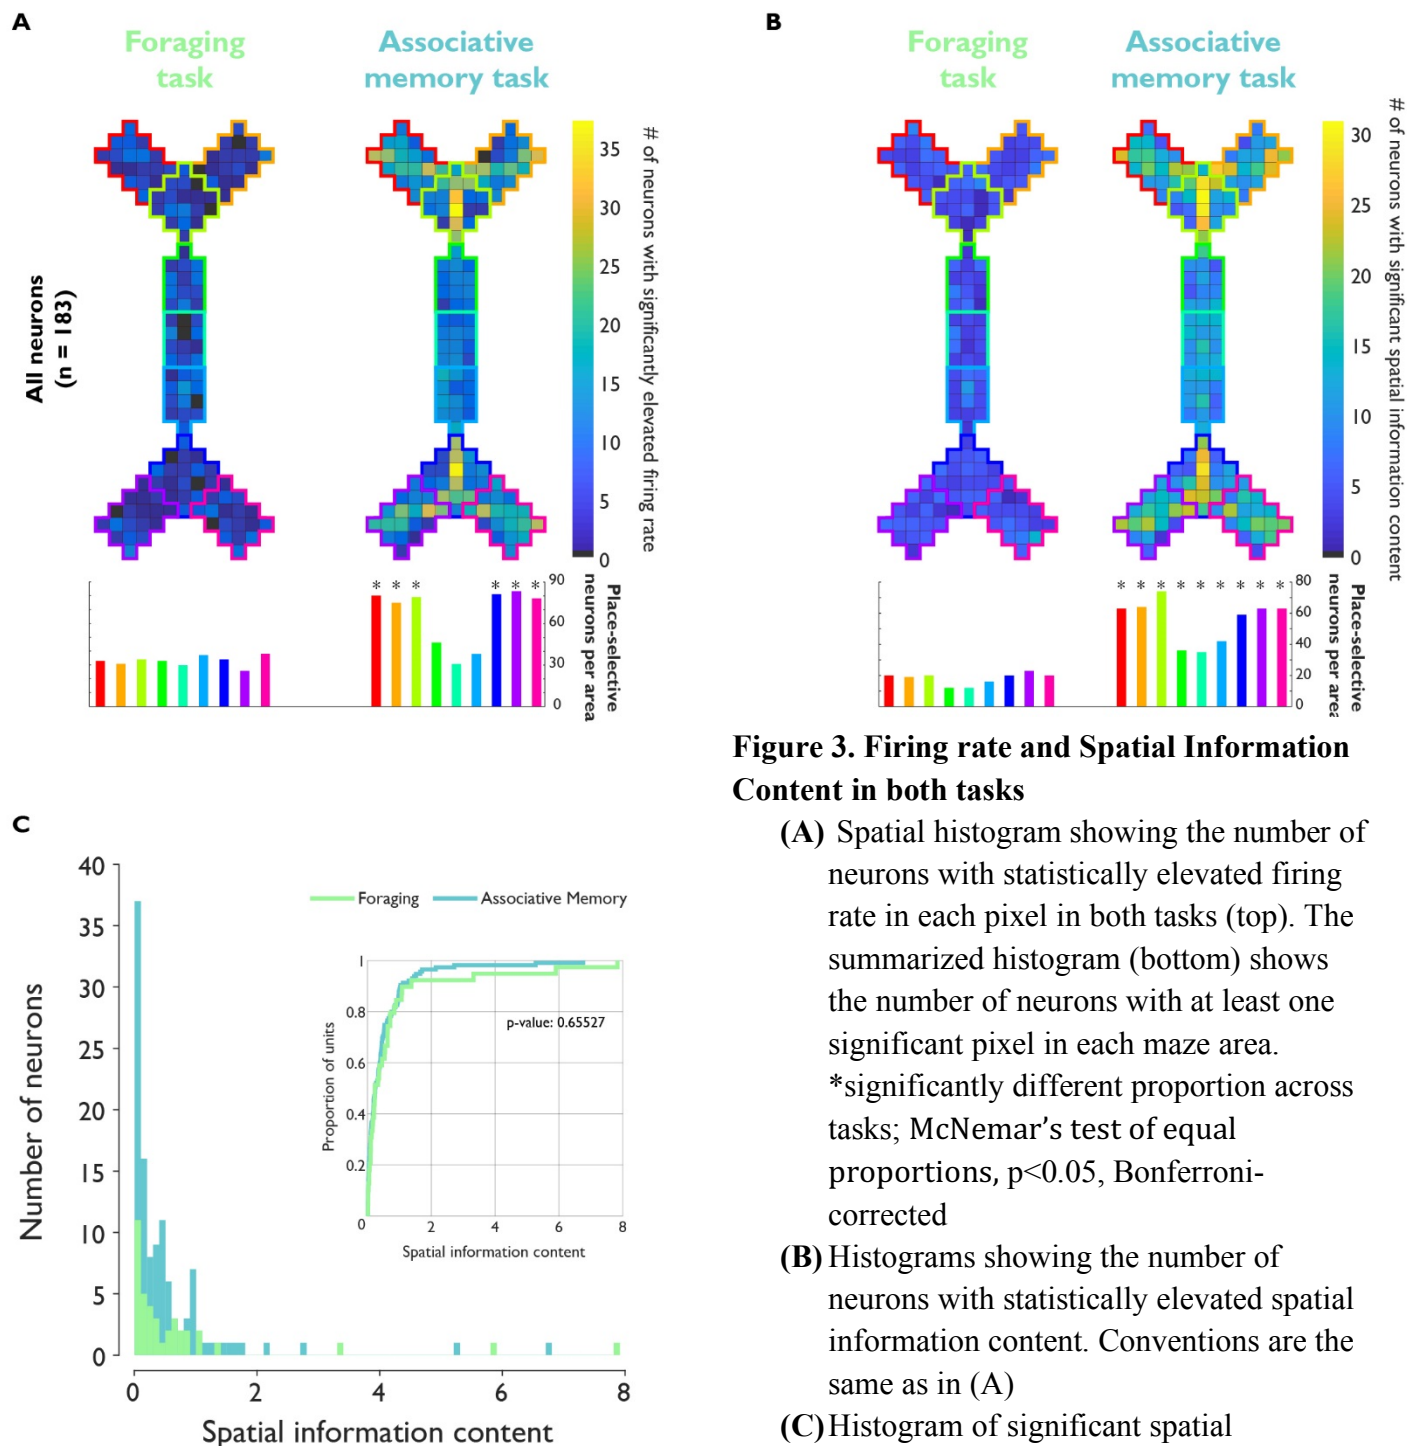 A
Foraging
task
Associative
memory task
All neurons
(n = 183)
35
30
25
20
15
10
5
0
# of neurons with significantly elevated firing rate
* * * * * *
90
60
30
0
Place-selective
neurons per area
B
Foraging
task
Associative
memory task
30
25
20
15
10
5
0
# of neurons with significant spatial information content
* * * * * * * * *
80
60
40
20
0
Place-selective
neurons per area
Figure 3. Firing rate and Spatial Information
Content in both tasks
(A) Spatial histogram showing the number of
neurons with statistically elevated firing
rate in each pixel in both tasks (top). The
summarized histogram (bottom) shows
the number of neurons with at least one
significant pixel in each maze area.
*significantly different proportion across
tasks; McNemar's test of equal
proportions, p<0.05, Bonferroni-
corrected
(B) Histograms showing the number of
neurons with statistically elevated spatial
information content. Conventions are the
same as in (A)
(C) Histogram of significant spatial
C
40
35
30
25
20
15
10
5
0
Number of neurons
0 2 4 6 8
Spatial information content
Foraging Associative Memory
1
0.8
0.6
0.4
0.2
0 2 4 6 8
Proportion of units
p-value: 0.65527
Spatial information content